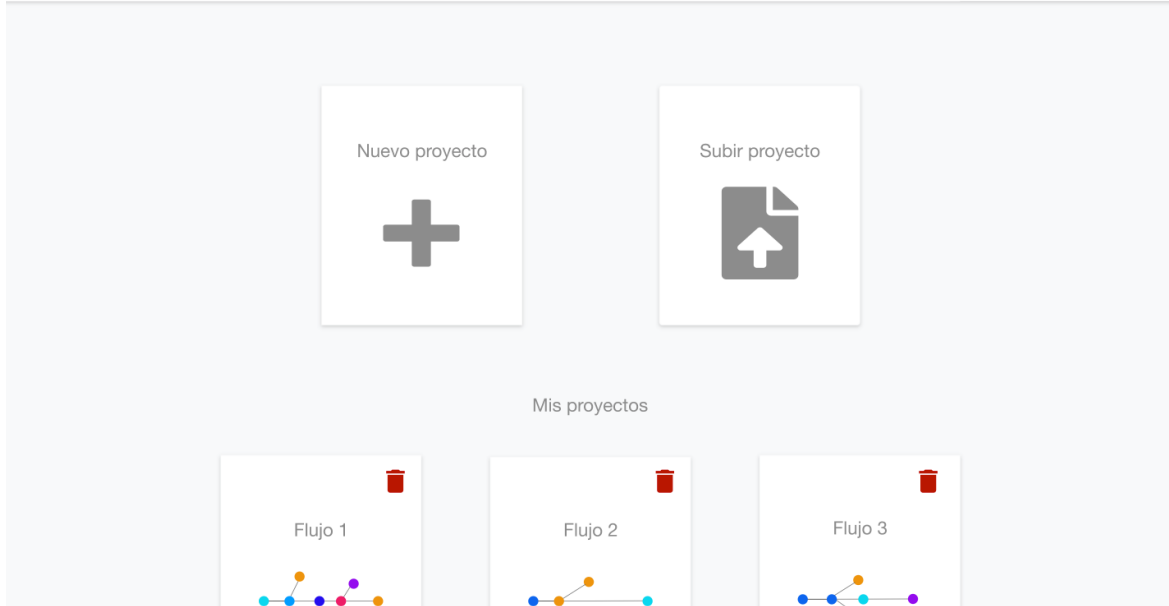 Nuevo proyecto
Subir proyecto
Mis proyectos
Flujo 1
Flujo 2
Flujo 3